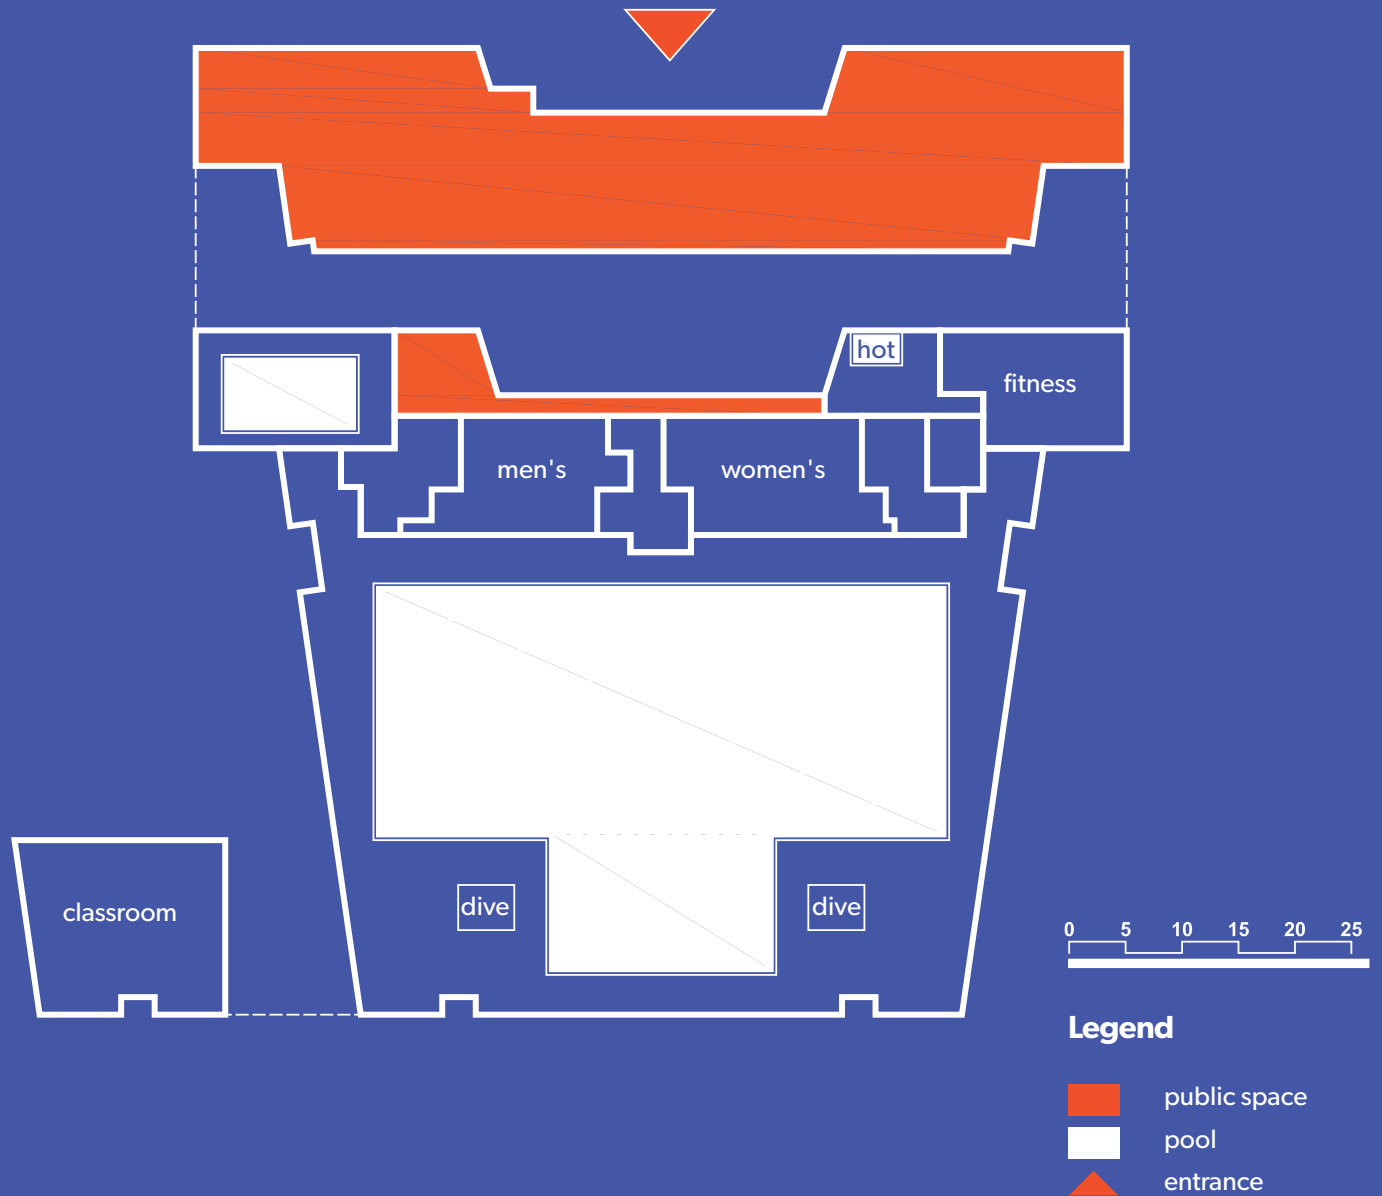 hot
fitness
men's
women's
classroom
dive
dive
0 5 10 15 20 25
Legend
public space
pool
entrance